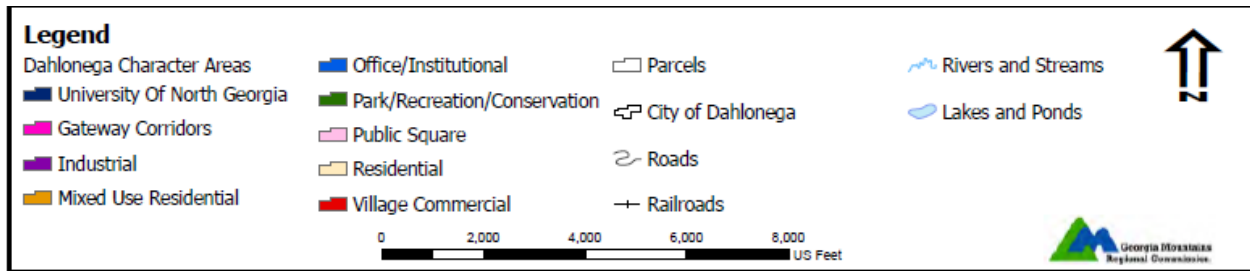 Legend
Dahlonega Character Areas
University Of North Georgia
Gateway Corridors
Industrial
Mixed Use Residential
Office/Institutional
Park/Recreation/Conservation
Public Square
Residential
Village Commercial
Parcels
City of Dahlonega
Roads
Railroads
Rivers and Streams
Lakes and Ponds
N
0 2,000 4,000 6,000 8,000
US Feet
Georgia Mountains
Regional Commission